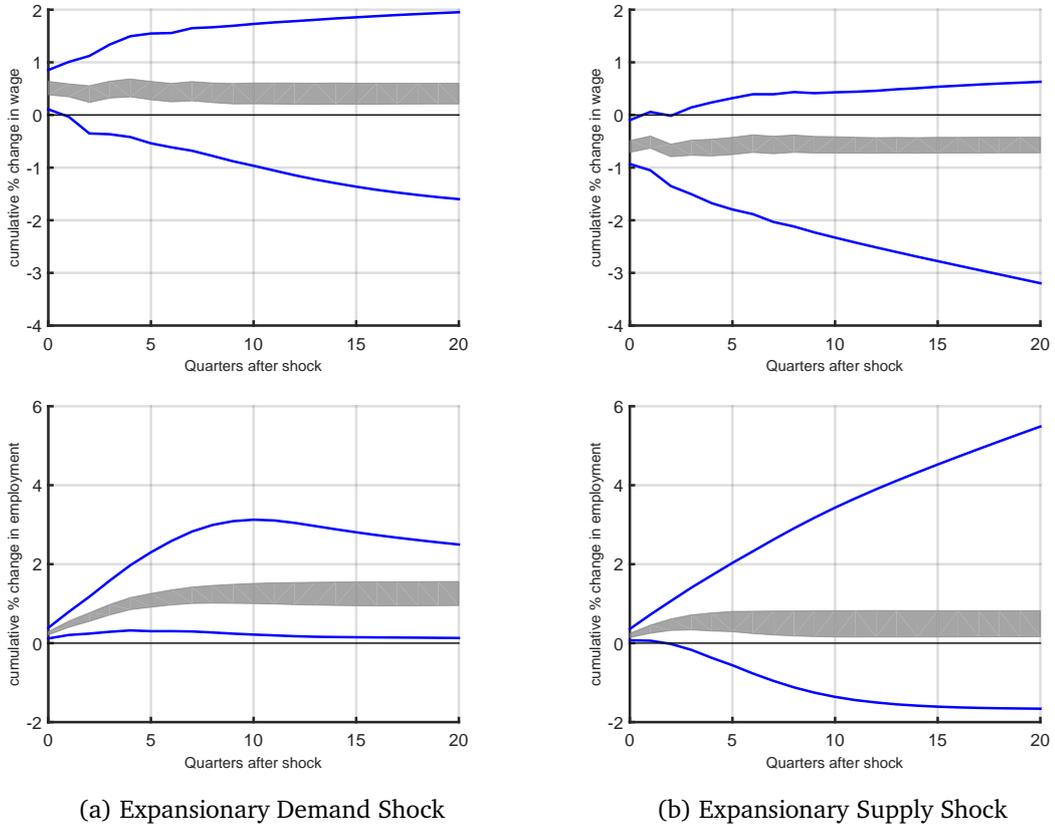 cumulative % change in wage
2
1
0
-1
-2
-3
-4
0 5 10 15 20
Quarters after shock
cumulative % change in wage
2
1
0
-1
-2
-3
-4
0 5 10 15 20
Quarters after shock
cumulative % change in employment
6
4
2
0
-2
0 5 10 15 20
Quarters after shock
cumulative % change in employment
6
4
2
0
-2
0 5 10 15 20
Quarters after shock
(a) Expansionary Demand Shock
(b) Expansionary Supply Shock